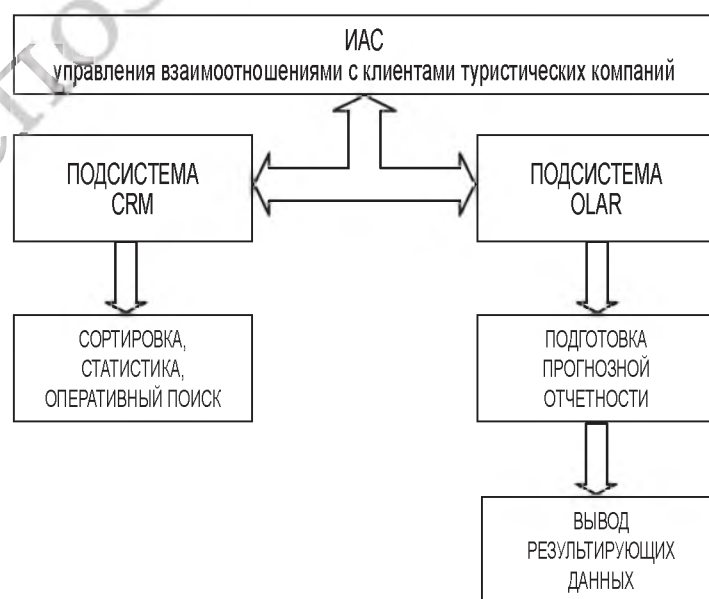 ИАС
управления взаимоотношениями с клиентами туристических компаний
ПОДСИСТЕМА
CRM
ПОДСИСТЕМА
OLAR
СОРТИРОВКА,
СТАТИСТИКА,
ОПЕРАТИВНЫЙ ПОИСК
ПОДГОТОВКА
ПРОГНОЗНОЙ
ОТЧЕТНОСТИ
ВЫВОД
РЕЗУЛЬТИРУЮЩИХ
ДАННЫХ